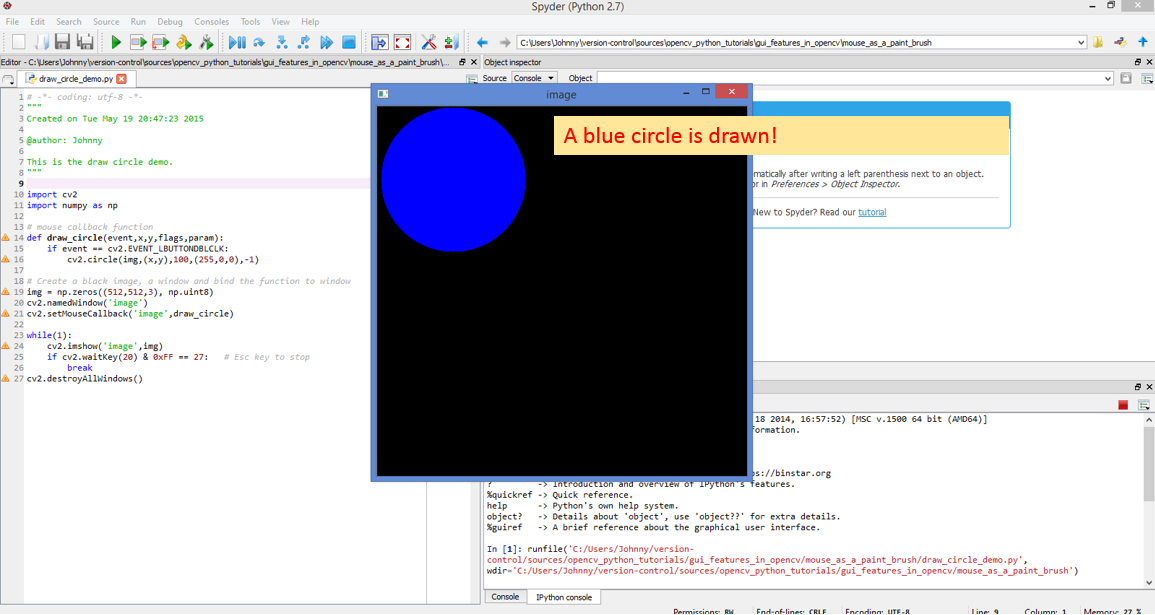 Spyder (Python 2.7)
File Edit Search Source Run Debug Consoles Tools View Help
C:\Users\Johnny\version-control\sources\opencv_python_tutorials\gui_features_in_opencv\mouse_as_a_paint_brush
Editor - C:\Users\Johnny\version-control\sources\opencv_python_tutorials\gui_features_in_opencv\mouse_as_a_paint_brush\...
Object inspector
draw_circle_demo.py
Source Console Object
1 # -*- coding: utf-8 -*-
2 """
3 Created on Tue May 19 20:47:23 2015
4
5 @author: Johnny
6
7 This is the draw circle demo.
8 """
9
10 import cv2
11 import numpy as np
12
13 # mouse callback function
14 def draw_circle(event,x,y,flags,param):
15 if event == cv2.EVENT_LBUTTONDBLCLK:
16 cv2.circle(img,(x,y),100,(255,0,0),-1)
17
18 # Create a black image, a window and bind the function to window
19 img = np.zeros((512,512,3), np.uint8)
20 cv2.namedWindow('image')
21 cv2.setMouseCallback('image',draw_circle)
22
23 while(1):
24 cv2.imshow('image',img)
25 if cv2.waitKey(20) & 0xFF == 27: # Esc key to stop
26 break
27 cv2.destroyAllWindows()
image
A blue circle is drawn!
matically after writing a left parenthesis next to an object.
or in Preferences > Object Inspector.
New to Spyder? Read our tutorial
18 2014, 16:57:52) [MSC v.1500 64 bit (AMD64)]
formation.
s://binstar.org
? -> Introduction and overview of IPython's features.
%quickref -> Quick reference.
help -> Python's own help system.
object? -> Details about 'object', use 'object??' for extra details.
%guiref -> A brief reference about the graphical user interface.
In [1]: runfile('C:/Users/Johnny/version-
control/sources/opencv_python_tutorials/gui_features_in_opencv/mouse_as_a_paint_brush/draw_circle_demo.py',
wdir='C:/Users/Johnny/version-control/sources/opencv_python_tutorials/gui_features_in_opencv/mouse_as_a_paint_brush')
Console IPython console
Permissions: RW End-of-lines: CRLF Encoding: UTF-8 Line: 9 Column: 1 Memory: 27 %